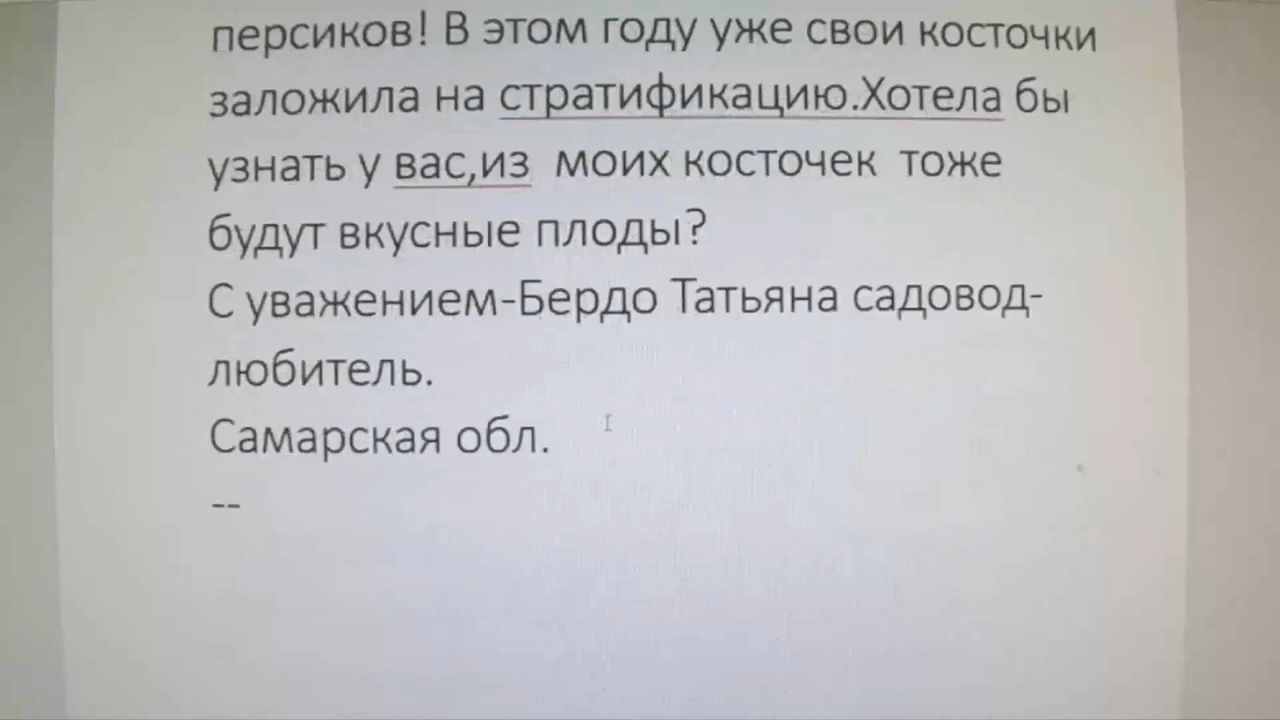 персиков! В этом году уже свои косточки
заложила на стратификацию.Хотела бы
узнать у вас,из моих косточек тоже
будут вкусные плоды?
С уважением-Бердо Татьяна садовод-
любитель.
Самарская обл.
--